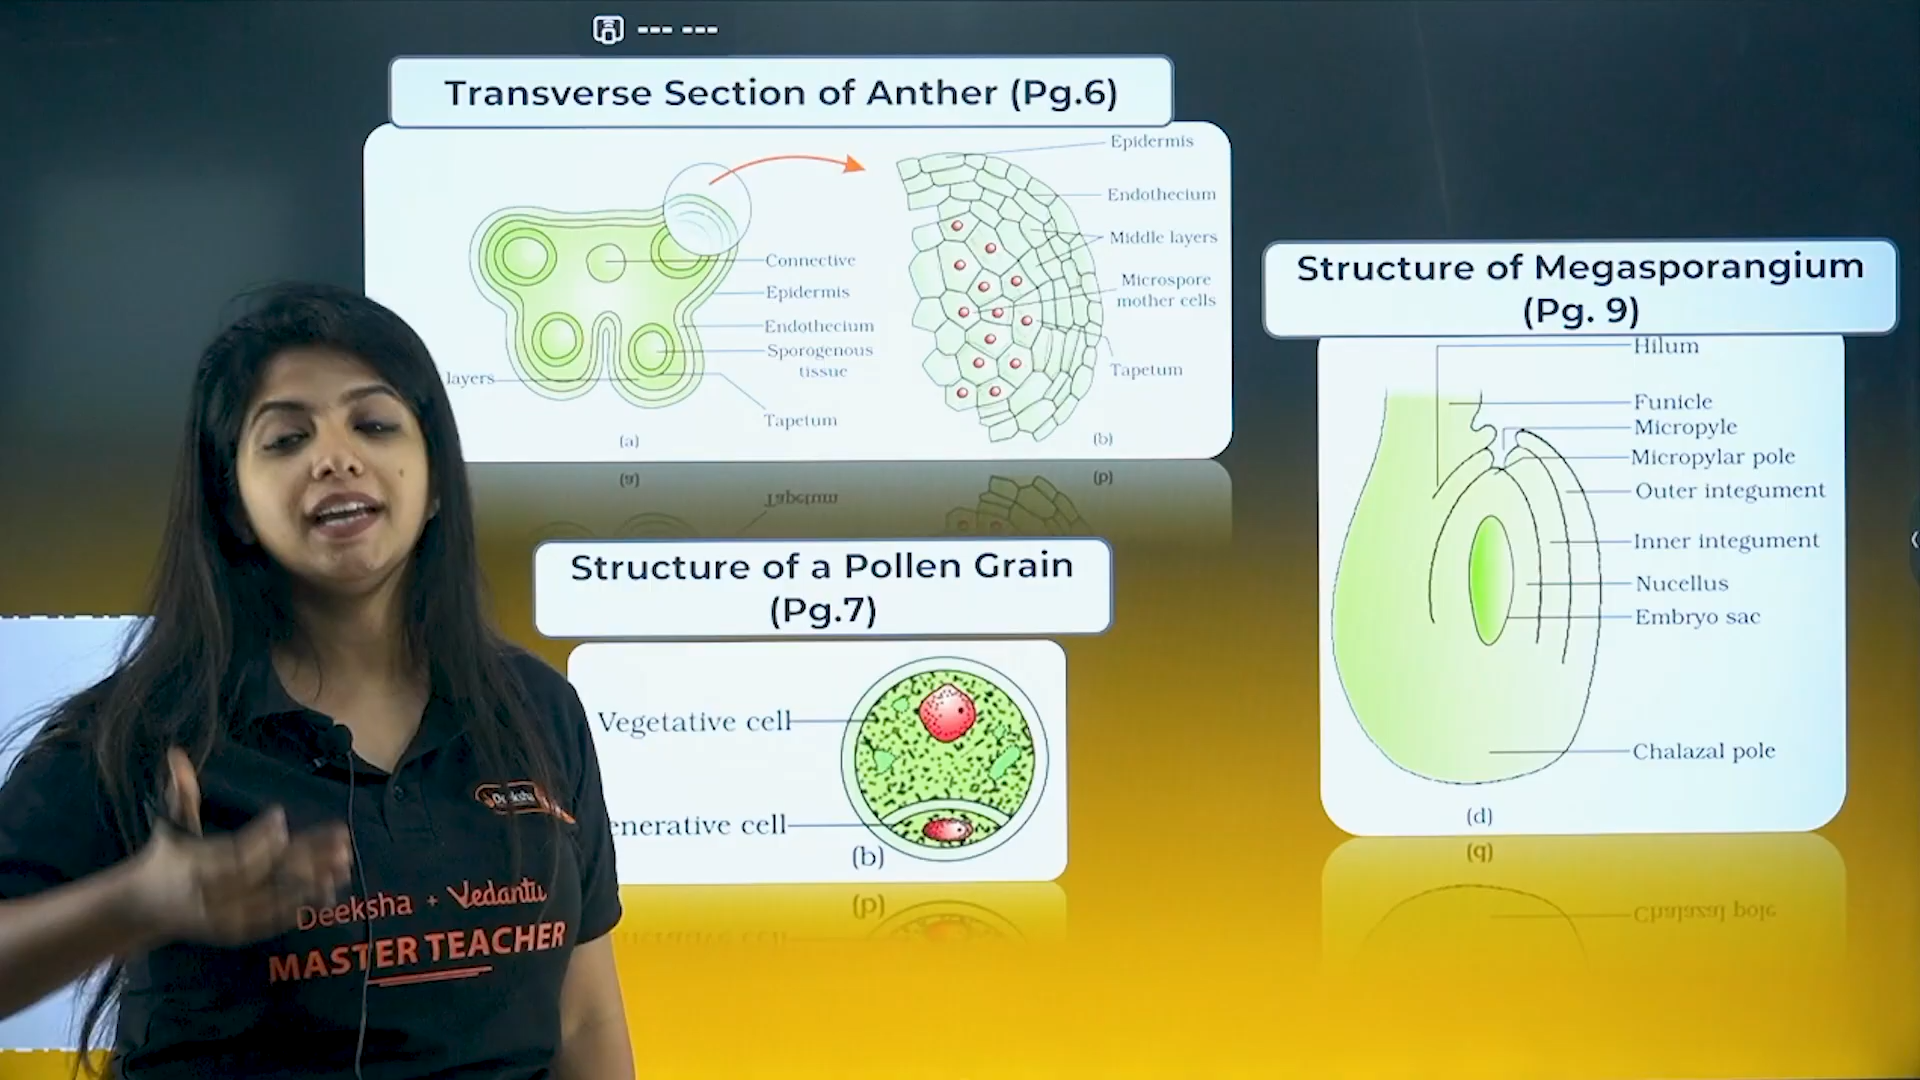 Transverse Section of Anther (Pg.6)
Epidermis
Endothecium
Middle layers
Microspore
mother cells
Tapetum
(b)
Connective
Epidermis
Endothecium
Sporogenous
tissue
Tapetum
layers
(a)
Structure of Megasporangium
(Pg. 9)
Hilum
Funicle
Micropyle
Micropylar pole
Outer integument
Inner integument
Nucellus
Embryo sac
Chalazal pole
(d)
Structure of a Pollen Grain
(Pg.7)
Vegetative cell
enerative cell
(b)
Deeksha + Vedantu
MASTER TEACHER